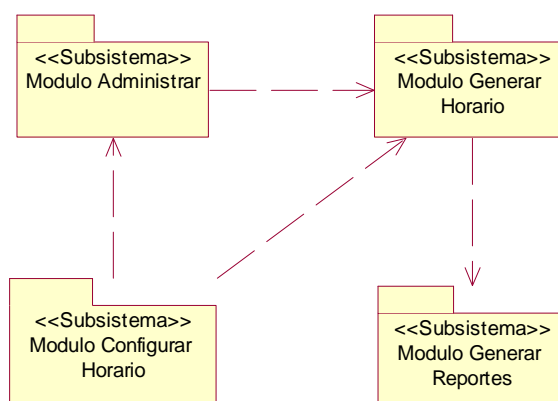 <<Subsistema>>
Modulo Administrar
<<Subsistema>>
Modulo Generar
Horario
<<Subsistema>>
Modulo Configurar
Horario
<<Subsistema>>
Modulo Generar
Reportes